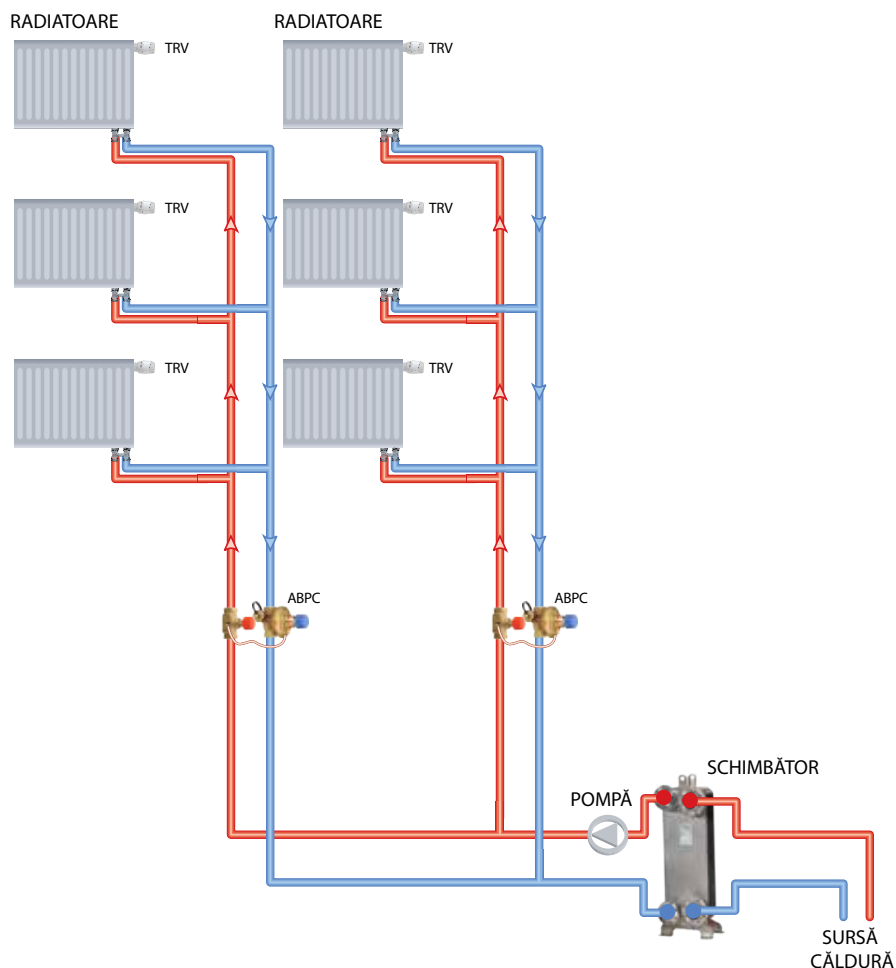 RADIATOARE
RADIATOARE
TRV
TRV
TRV
TRV
TRV
TRV
ABPC
ABPC
SCHIMBĂTOR
POMPĂ
SURSĂ
CĂLDURĂ